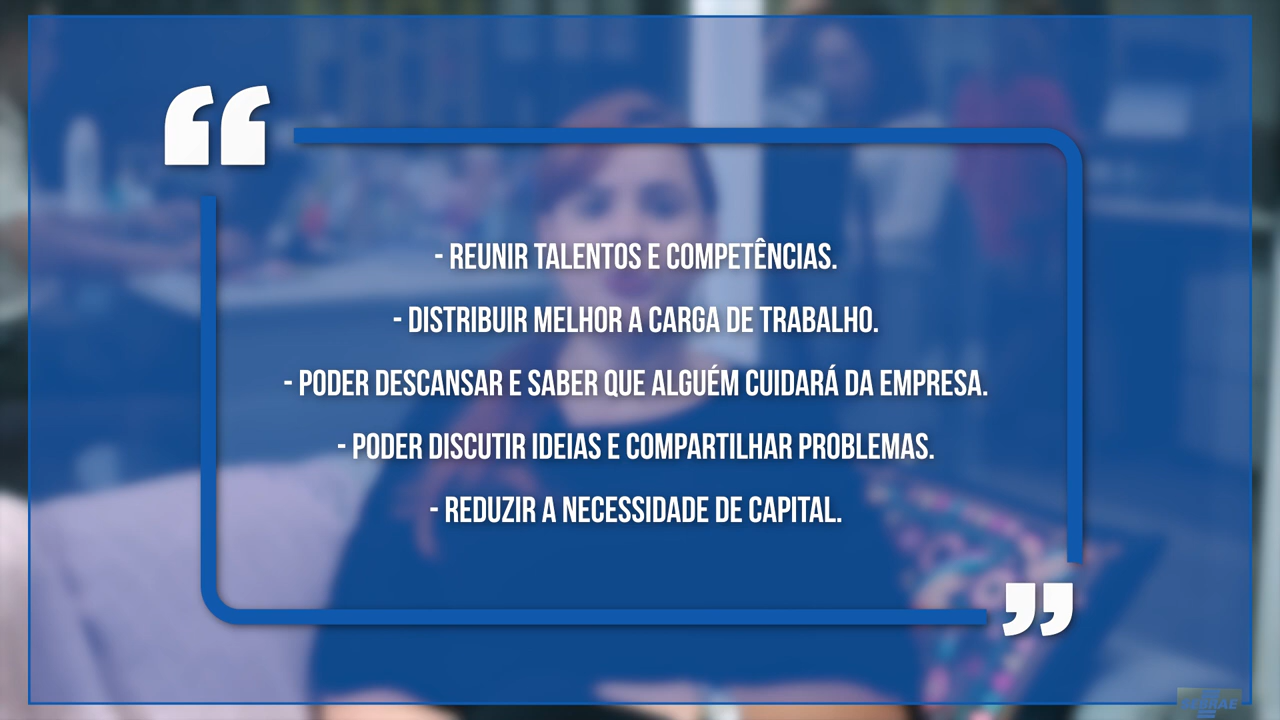 “
- REUNIR TALENTOS E COMPETÊNCIAS.
- DISTRIBUIR MELHOR A CARGA DE TRABALHO.
- PODER DESCANSAR E SABER QUE ALGUÉM CUIDARÁ DA EMPRESA.
- PODER DISCUTIR IDEIAS E COMPARTILHAR PROBLEMAS.
- REDUZIR A NECESSIDADE DE CAPITAL.
”
SEBRAE